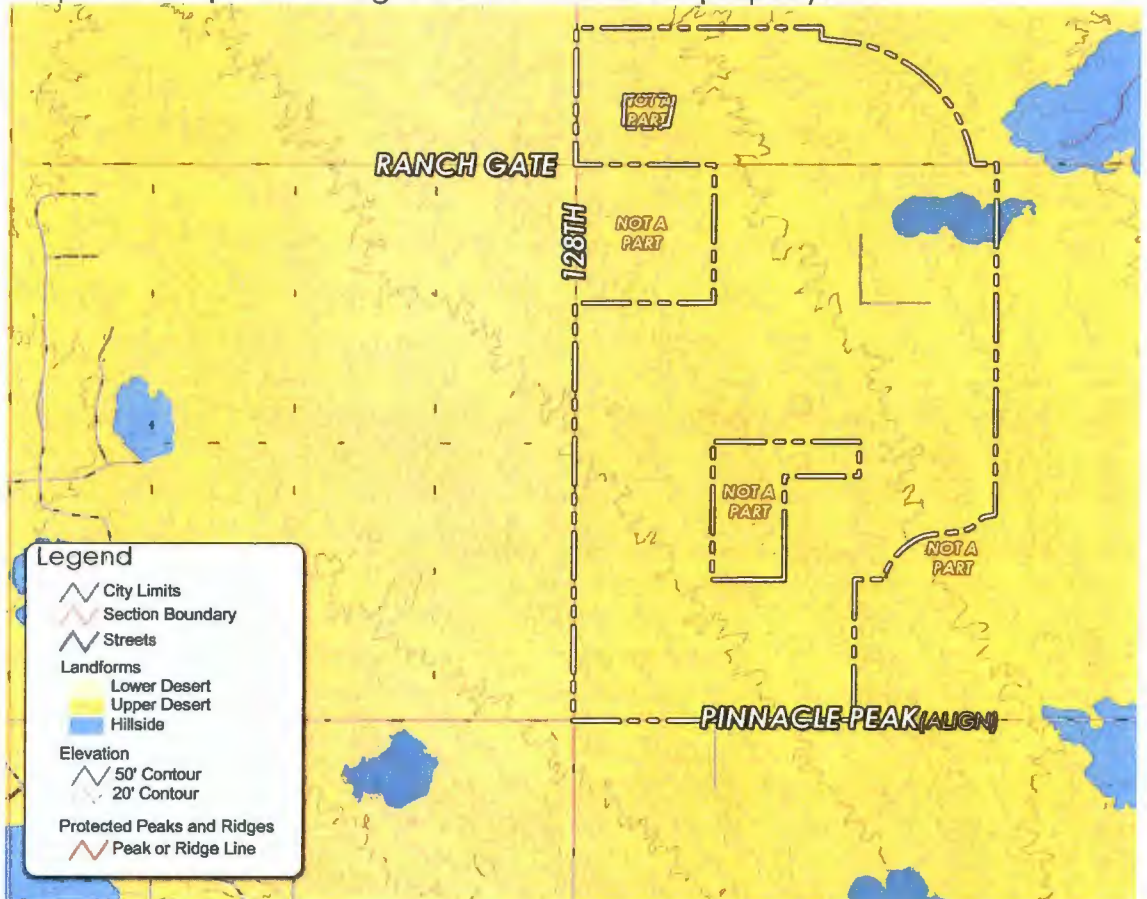 NOT A
PART
RANCH GATE
128TH
NOT A
PART
NOT A
PART
NOT A
PART
PINNACLE PEAK (ALIGN)
Legend
City Limits
Section Boundary
Streets
Landforms
Lower Desert
Upper Desert
Hillside
Elevation
50' Contour
20' Contour
Protected Peaks and Ridges
Peak or Ridge Line